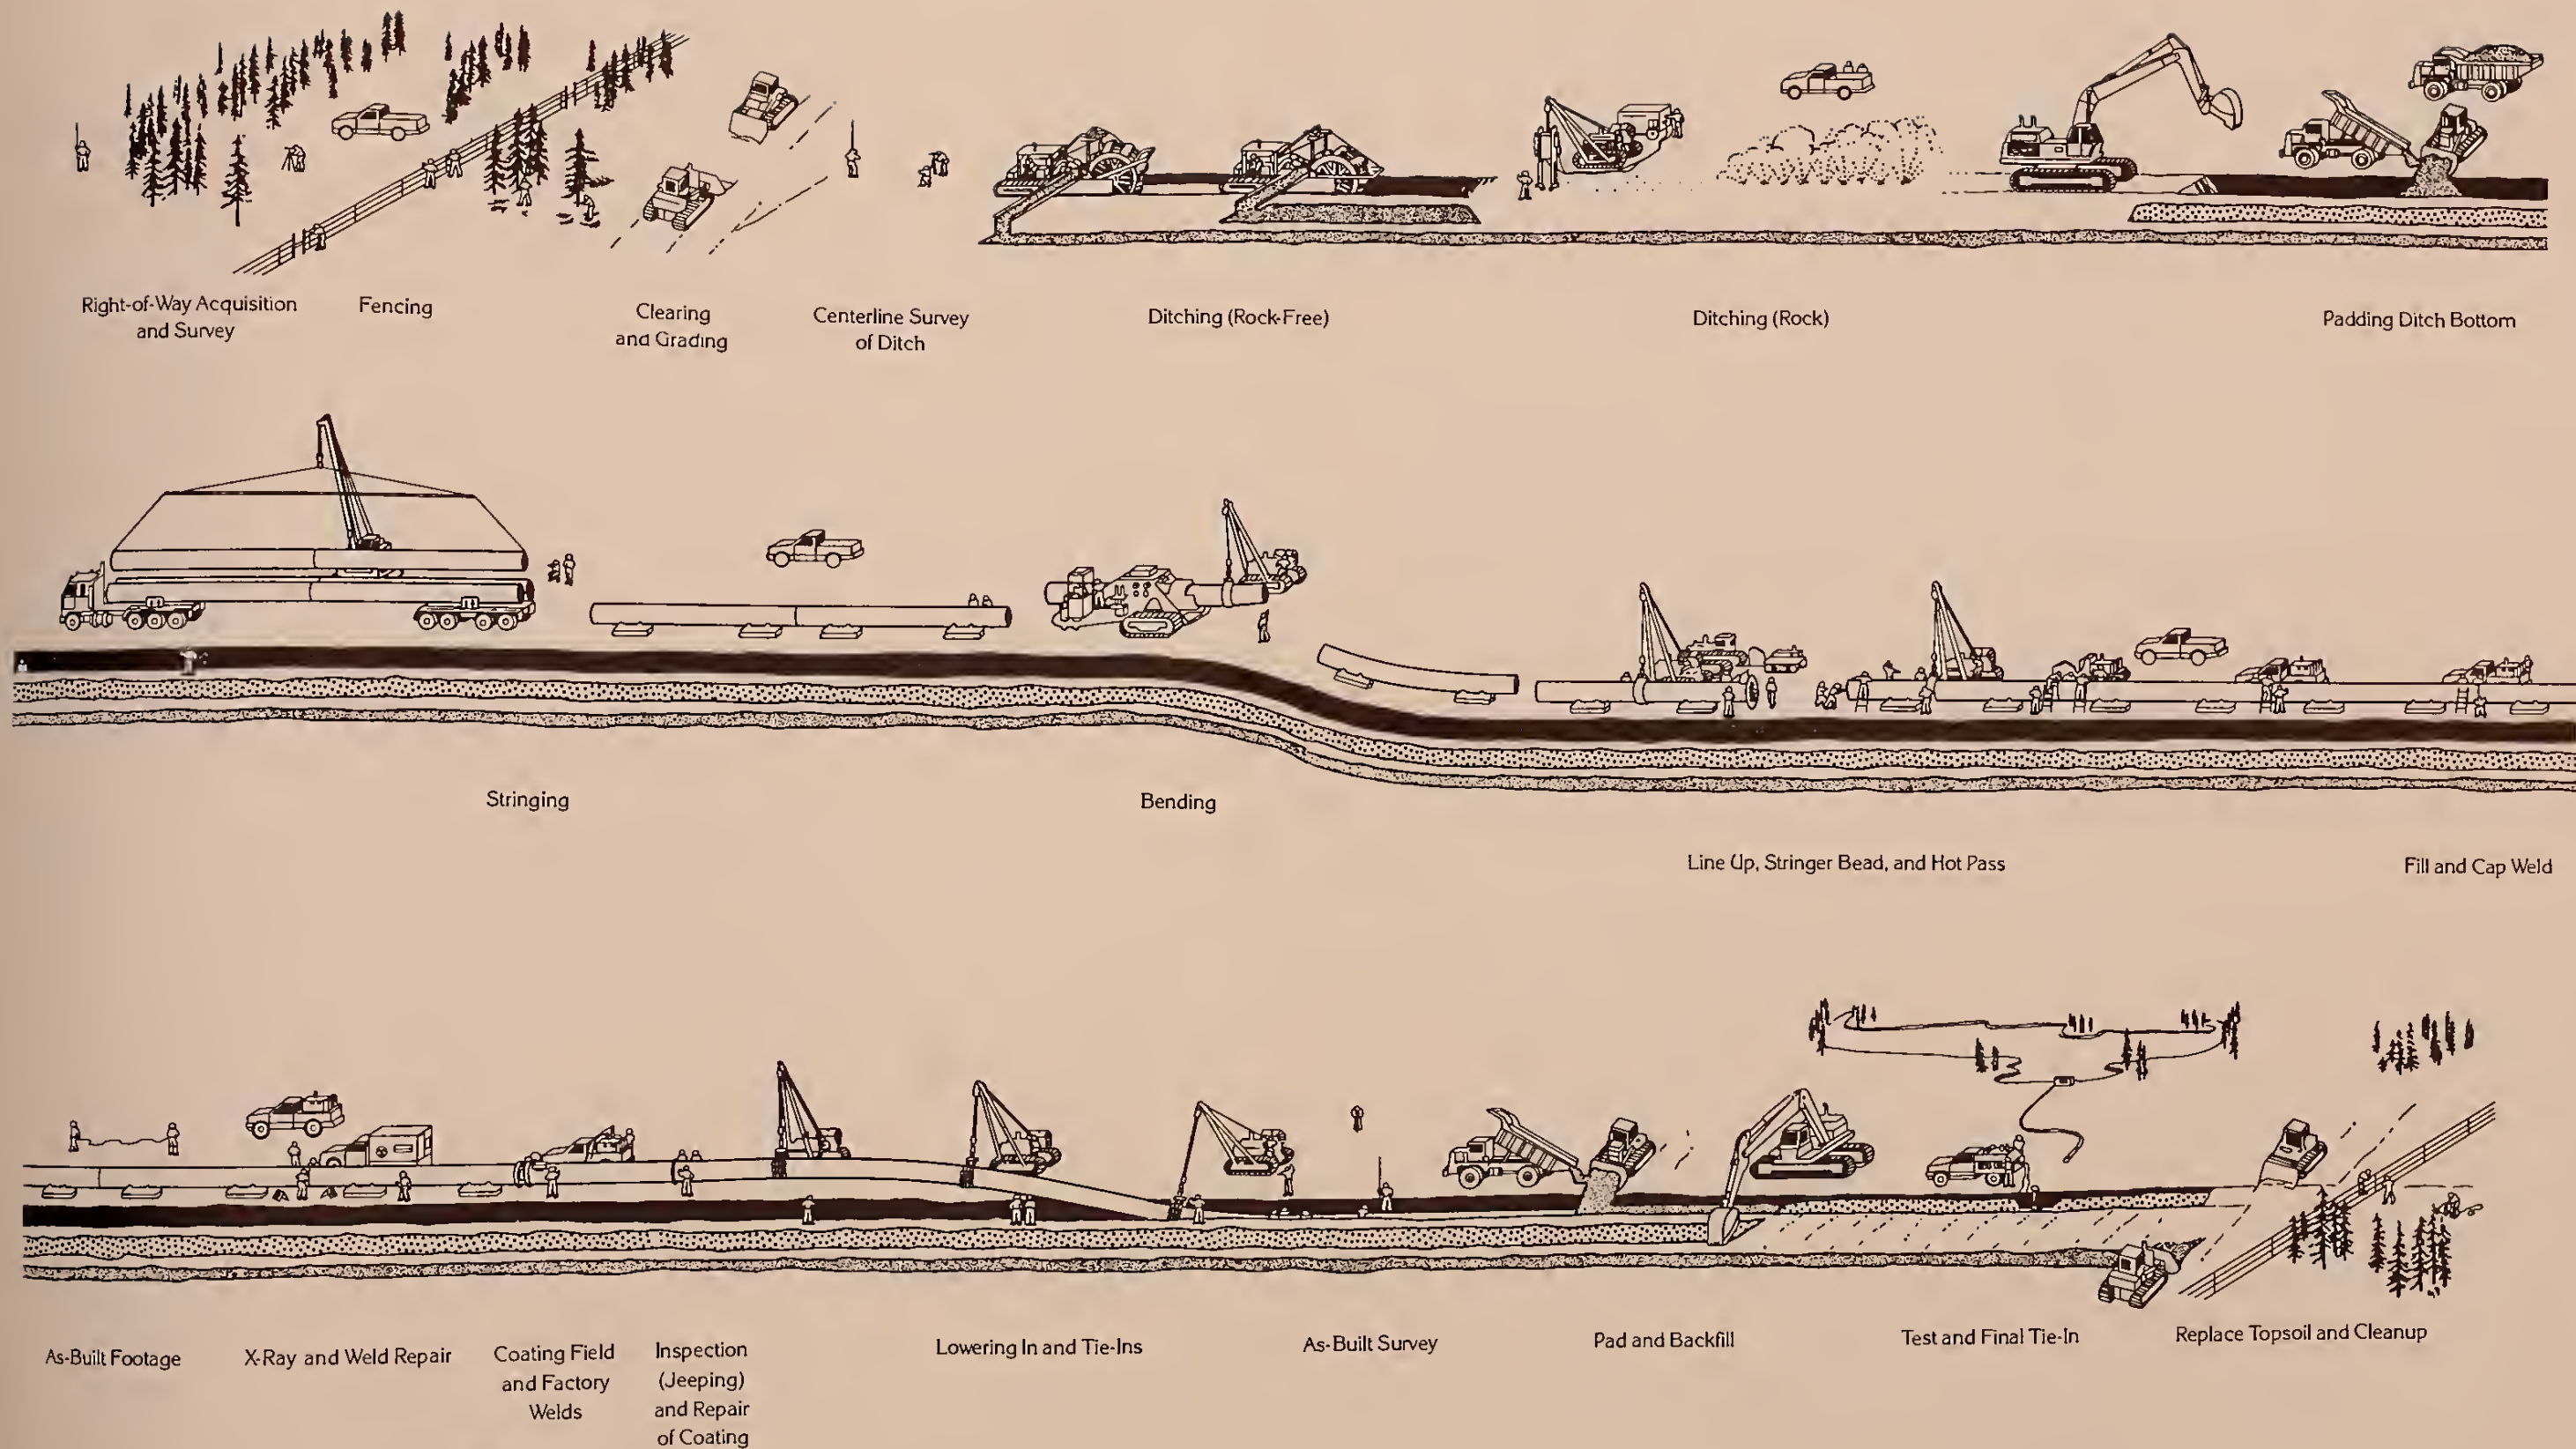 Right-of-Way Acquisition
and Survey
Fencing
Clearing
and Grading
Centerline Survey
of Ditch
Ditching (Rock-Free)
Ditching (Rock)
Padding Ditch Bottom
Stringing
Bending
Line Up, Stringer Bead, and Hot Pass
Fill and Cap Weld
As-Built Footage
X-Ray and Weld Repair
Coating Field
and Factory
Welds
Inspection
(Jeeping)
and Repair
of Coating
Lowering In and Tie-Ins
As-Built Survey
Pad and Backfill
Test and Final Tie-In
Replace Topsoil and Cleanup